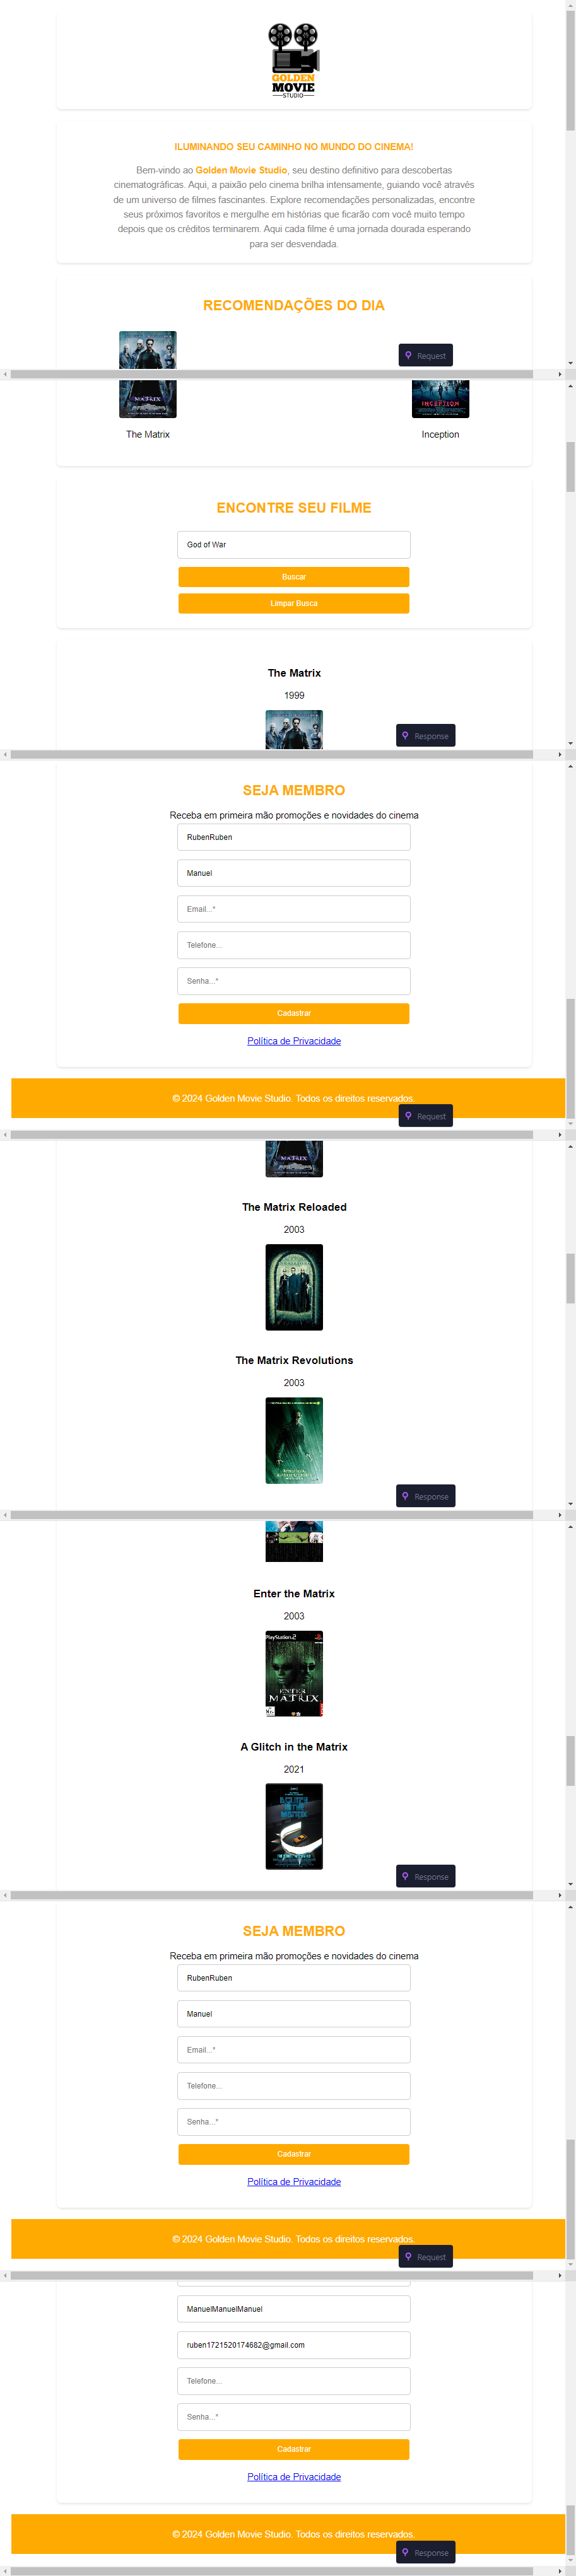 GOLDEN
MOVIE
STUDIO
ILUMINANDO SEU CAMINHO NO MUNDO DO CINEMA!
Bem-vindo ao Golden Movie Studio, seu destino definitivo para descobertas
cinematográficas. Aqui, a paixão pelo cinema brilha intensamente, guiando você através
de um universo de filmes fascinantes. Explore recomendações personalizadas, encontre
seus próximos favoritos e mergulhe em histórias que ficarão com você muito tempo
depois que os créditos terminarem. Aqui cada filme é uma jornada dourada esperando
para ser desvendada.
RECOMENDAÇÕES DO DIA
Request
MATRIX
INCEPTION
The Matrix
Inception
ENCONTRE SEU FILME
God of War
Buscar
Limpar Busca
The Matrix
1999
Response
SEJA MEMBRO
Receba em primeira mão promoções e novidades do cinema
RubenRuben
Manuel
Email...*
Telefone...
Senha...*
Cadastrar
Política de Privacidade
© 2024 Golden Movie Studio. Todos os direitos reservados.
Request
MATRIX
The Matrix Reloaded
2003
The Matrix Revolutions
2003
Response
Enter the Matrix
2003
PlayStation 2
ENTER
THE
MATRIX
A Glitch in the Matrix
2021
Response
SEJA MEMBRO
Receba em primeira mão promoções e novidades do cinema
RubenRuben
Manuel
Email...*
Telefone...
Senha...*
Cadastrar
Política de Privacidade
© 2024 Golden Movie Studio. Todos os direitos reservados.
Request
ManuelManuelManuel
ruben1721520174682@gmail.com
Telefone...
Senha...*
Cadastrar
Política de Privacidade
© 2024 Golden Movie Studio. Todos os direitos reservados.
Response